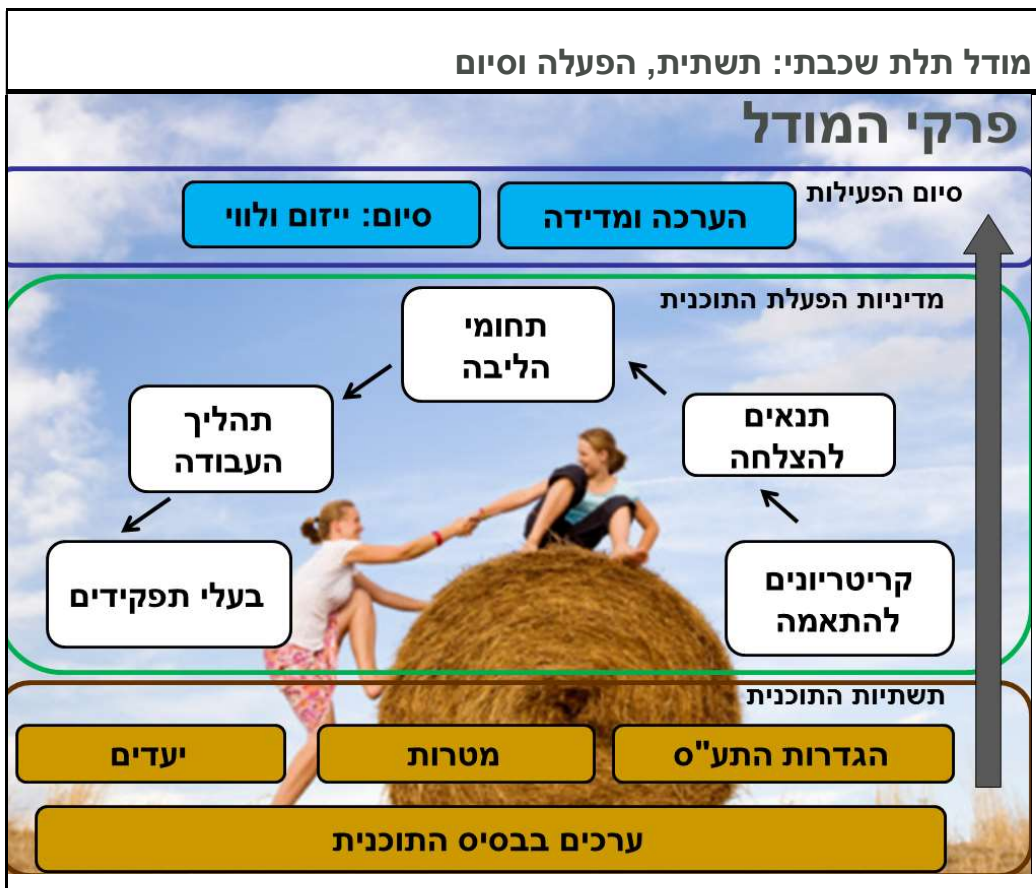 מודל תלת שכבתי: תשתית, הפעלה וסיום
פרקי המודל
סיום הפעילות
הערכה ומדידה
סיום: ייזום ולווי
מדיניות הפעלת התוכנית
תחומי
הליבה
תנאים
להצלחה
תהליך
העבודה
קריטריונים
להתאמה
בעלי תפקידים
תשתיות התוכנית
הגדרות התע"ס
מטרות
יעדים
ערכים בבסיס התוכנית